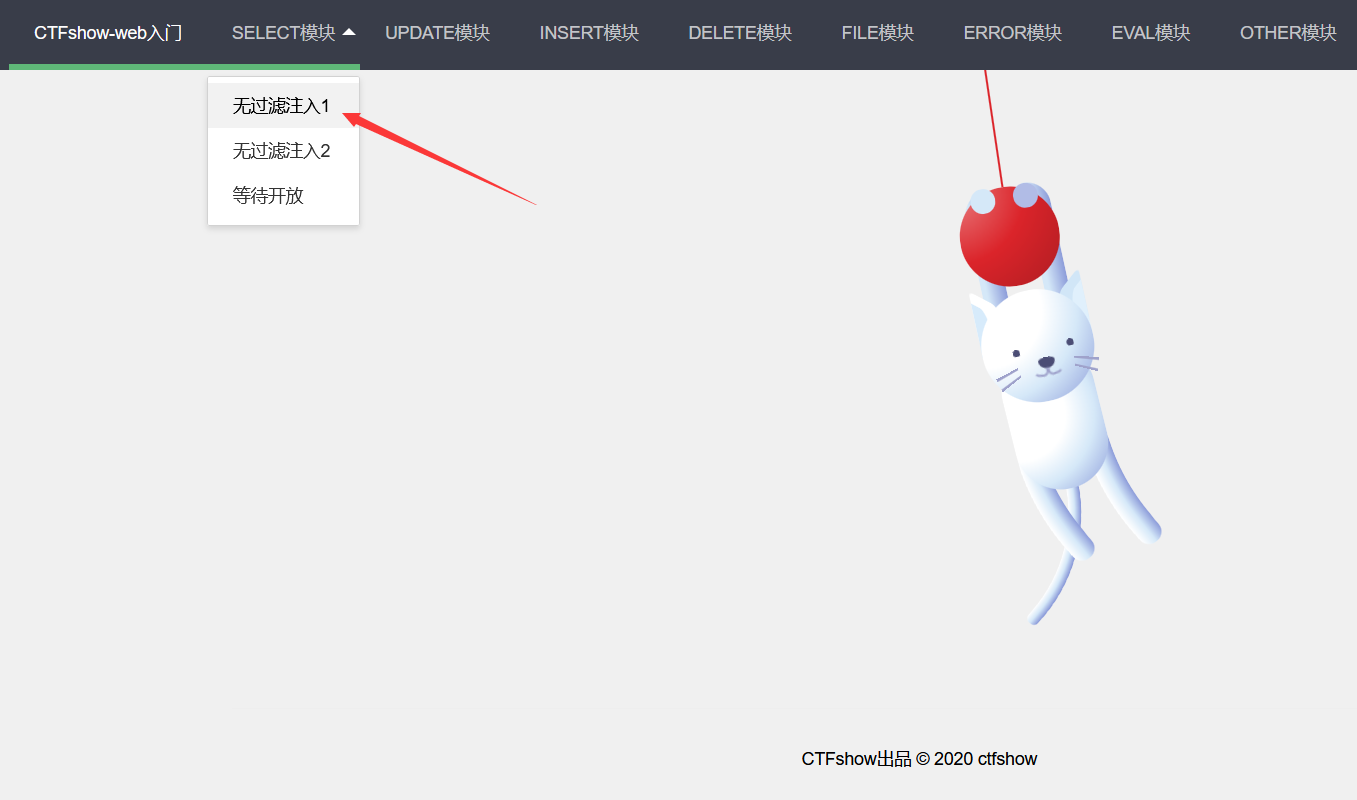 CTFshow-web入门 SELECT模块 UPDATE模块 INSERT模块 DELETE模块 FILE模块 ERROR模块 EVAL模块 OTHER模块
无过滤注入1
无过滤注入2
等待开放
CTFshow出品 © 2020 ctfshow